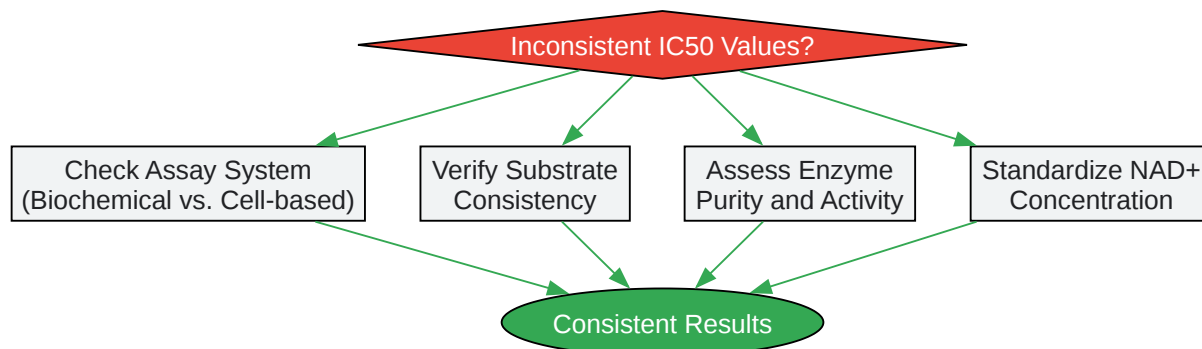 Inconsistent IC50 Values?
Check Assay System
(Biochemical vs. Cell-based)
Verify Substrate
Consistency
Assess Enzyme
Purity and Activity
Standardize NAD+
Concentration
Consistent Results